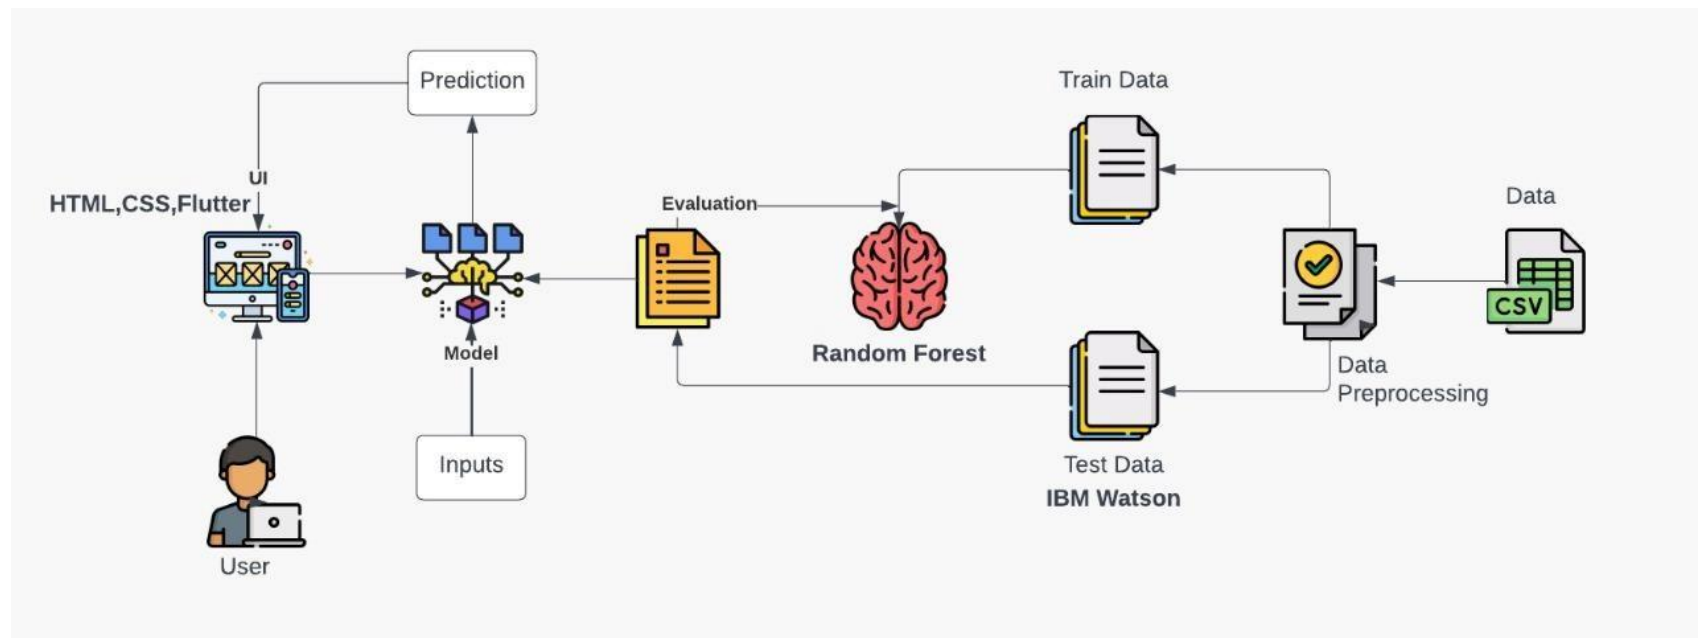 Prediction
Train Data
UI
HTML,CSS,Flutter
Evaluation
Data
CSV
Model
Random Forest
Data
Preprocessing
Inputs
Test Data
IBM Watson
User